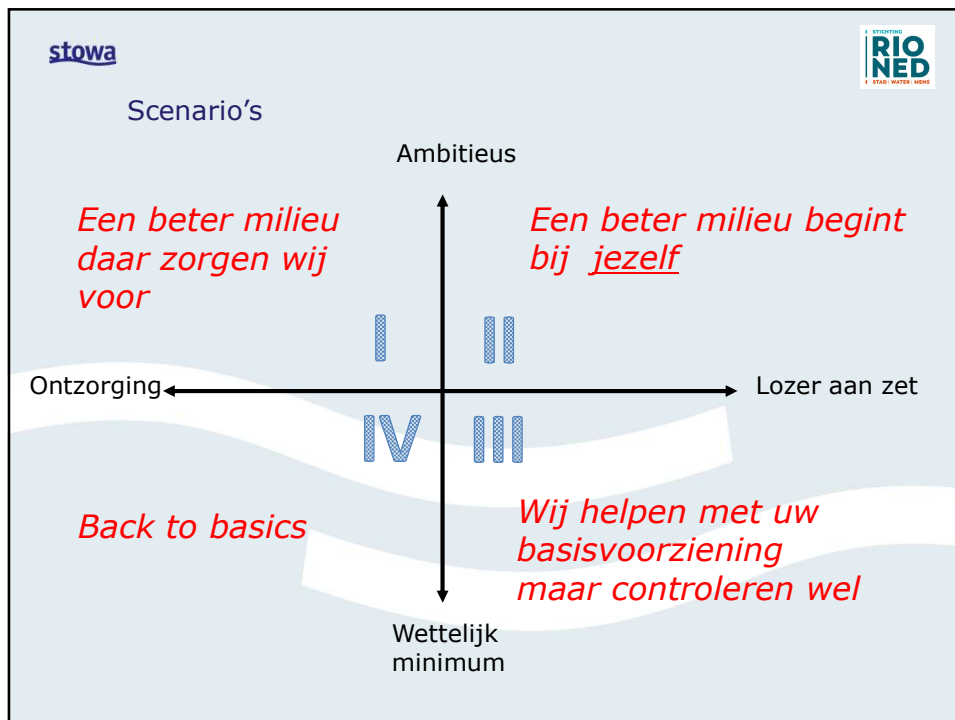 stowa
STICHTING
RIO
NED
STAD WATER MENS
Scenario's
Ambitieus
Een beter milieu
daar zorgen wij
voor
Een beter milieu begint
bij jezelf
I
II
Ontzorging
Lozer aan zet
IV
III
Back to basics
Wij helpen met uw
basisvoorziening
maar controleren wel
Wettelijk
minimum